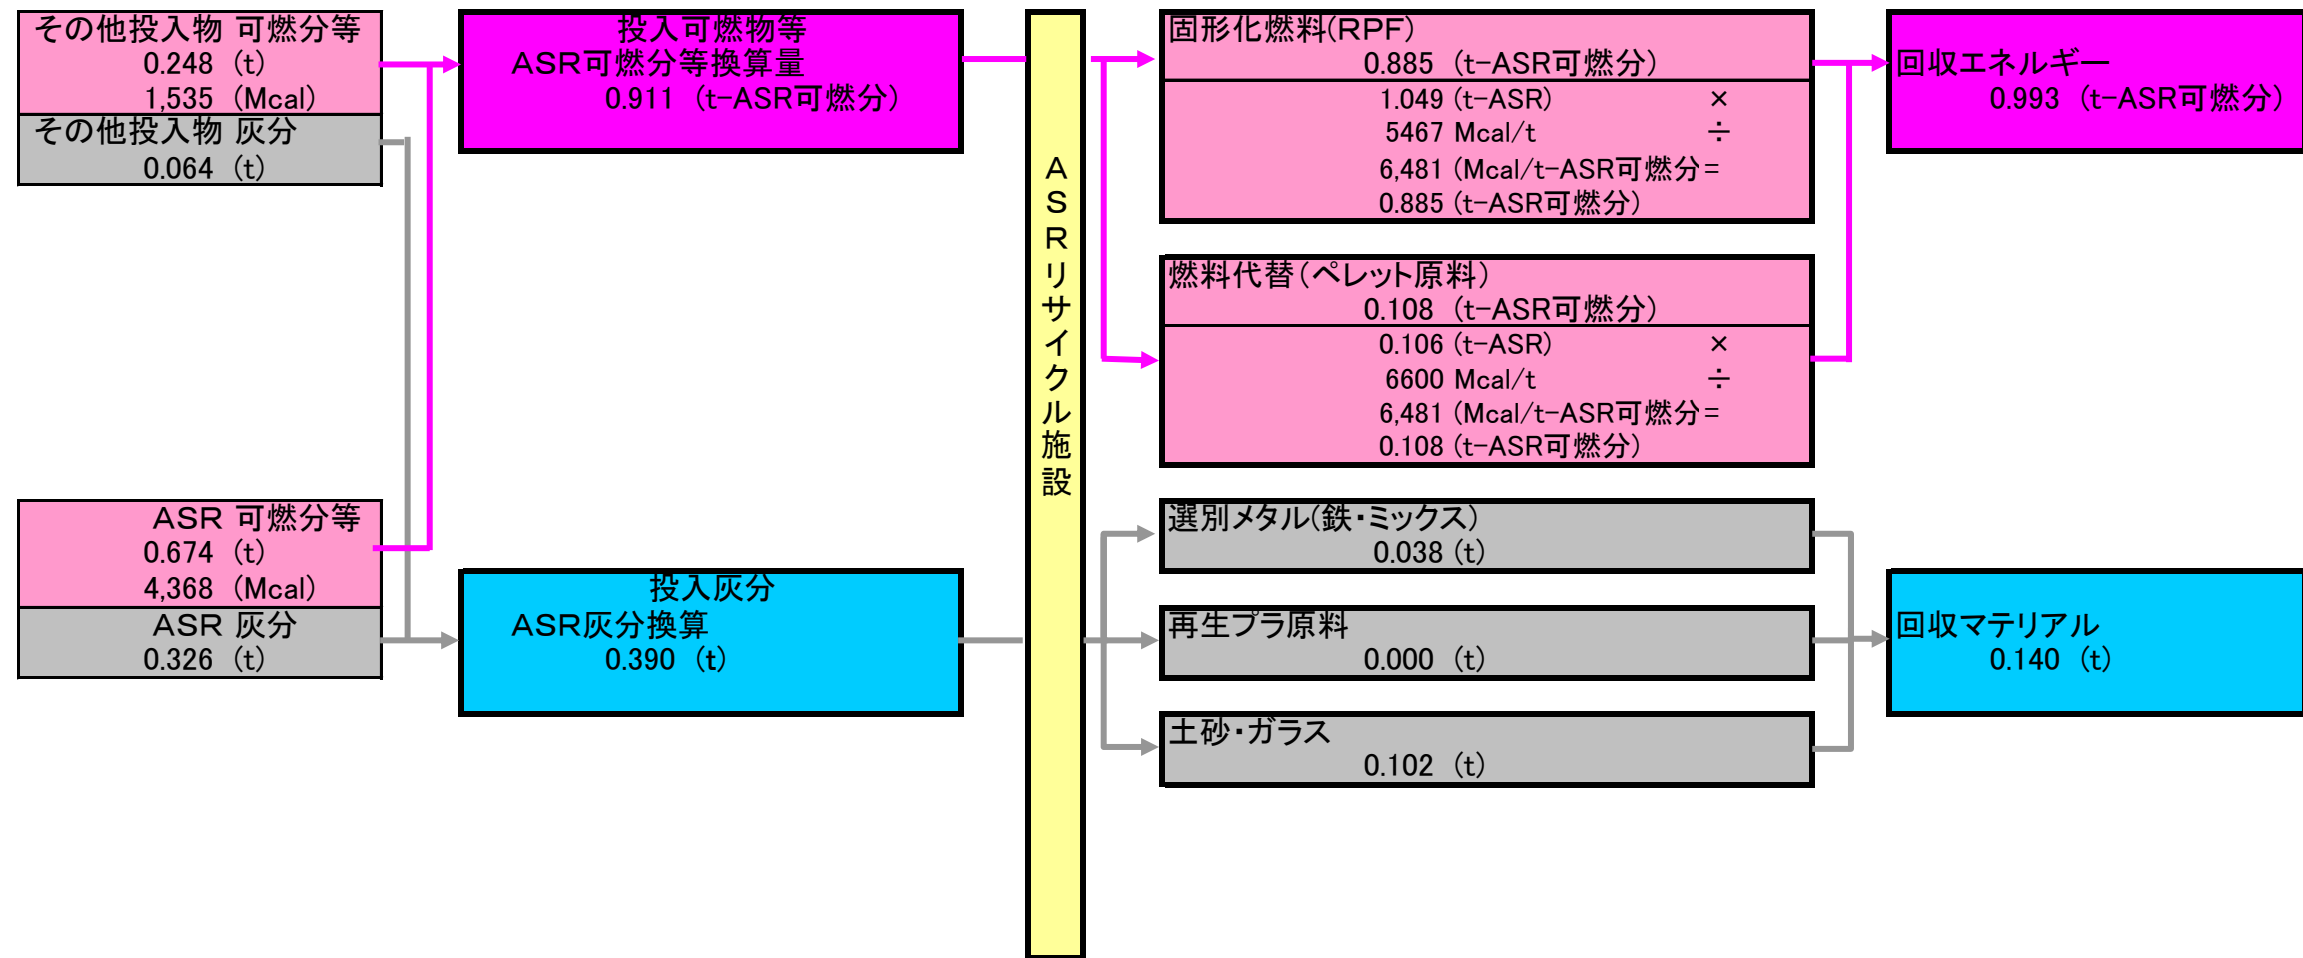 その他投入物 可燃分等
0.248 (t)
1,535 (Mcal)
その他投入物 灰分
0.064 (t)
ASR 可燃分等
0.674 (t)
4,368 (Mcal)
ASR 灰分
0.326 (t)
投入可燃物等
ASR可燃分等換算量
0.911 (t-ASR可燃分)
投入灰分
ASR灰分換算
0.390 (t)
ASRリサイクル施設
固形化燃料(RPF)
0.885 (t-ASR可燃分)
1.049 (t-ASR) ×
5467 Mcal/t ÷
6,481 (Mcal/t-ASR可燃分 =
0.885 (t-ASR可燃分)
燃料代替(ペレット原料)
0.108 (t-ASR可燃分)
0.106 (t-ASR) ×
6600 Mcal/t ÷
6,481 (Mcal/t-ASR可燃分 =
0.108 (t-ASR可燃分)
選別メタル(鉄・ミックス)
0.038 (t)
再生プラ原料
0.000 (t)
土砂・ガラス
0.102 (t)
回収エネルギー
0.993 (t-ASR可燃分)
回収マテリアル
0.140 (t)